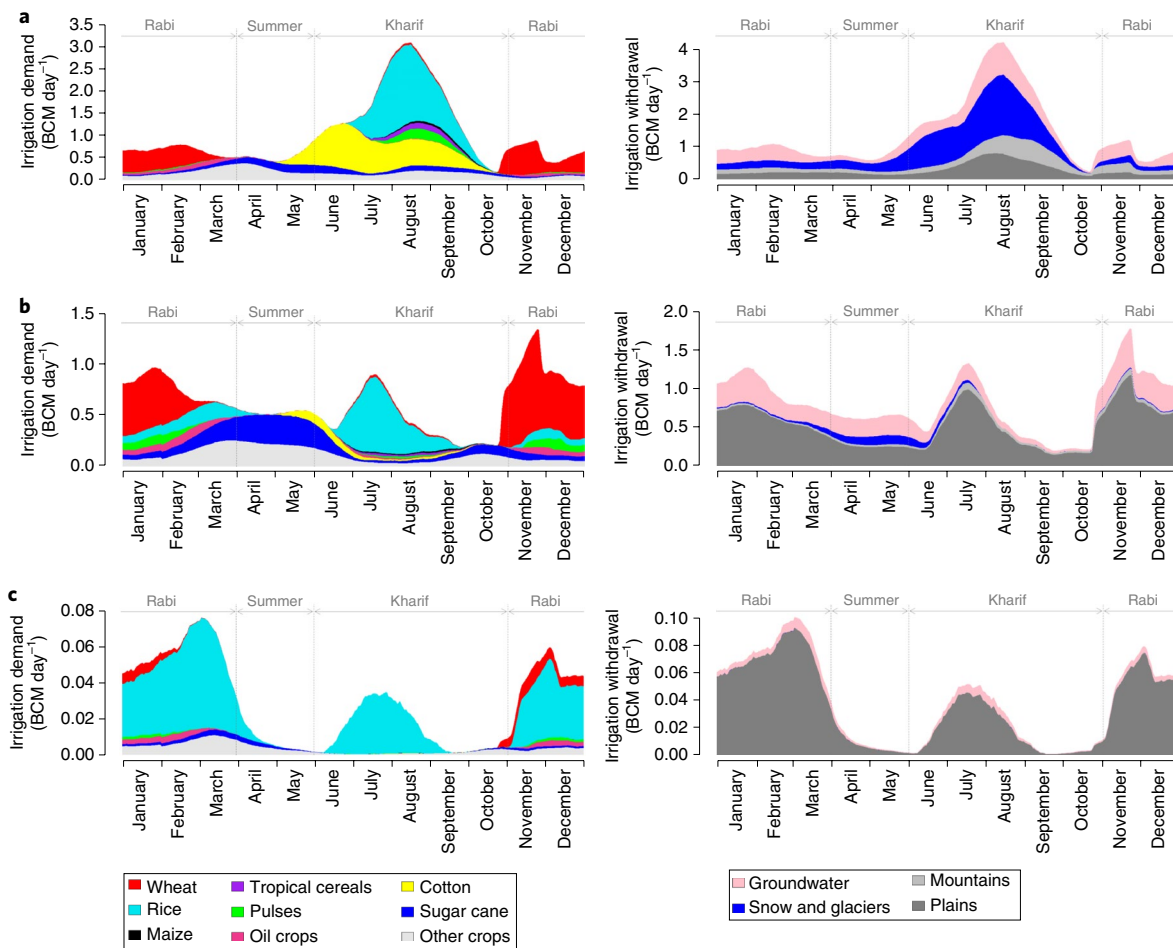 a
Rabi
Summer
Kharif
Rabi
Irrigation demand
(BCM day⁻¹)
3.5
3.0
2.5
2.0
1.5
1.0
0.5
0.0
January
February
March
April
May
June
July
August
September
October
November
December
Rabi
Summer
Kharif
Rabi
Irrigation withdrawal
(BCM day⁻¹)
4
3
2
1
0
January
February
March
April
May
June
July
August
September
October
November
December
b
Rabi
Summer
Kharif
Rabi
Irrigation demand
(BCM day⁻¹)
1.5
1.0
0.5
0.0
January
February
March
April
May
June
July
August
September
October
November
December
Rabi
Summer
Kharif
Rabi
Irrigation withdrawal
(BCM day⁻¹)
2.0
1.5
1.0
0.5
0.0
January
February
March
April
May
June
July
August
September
October
November
December
c
Rabi
Summer
Kharif
Rabi
Irrigation demand
(BCM day⁻¹)
0.08
0.06
0.04
0.02
0.00
January
February
March
April
May
June
July
August
September
October
November
December
Rabi
Summer
Kharif
Rabi
Irrigation withdrawal
(BCM day⁻¹)
0.10
0.08
0.06
0.04
0.02
0.00
January
February
March
April
May
June
July
August
September
October
November
December
Wheat
Tropical cereals
Cotton
Rice
Pulses
Sugar cane
Maize
Oil crops
Other crops
Groundwater
Mountains
Snow and glaciers
Plains